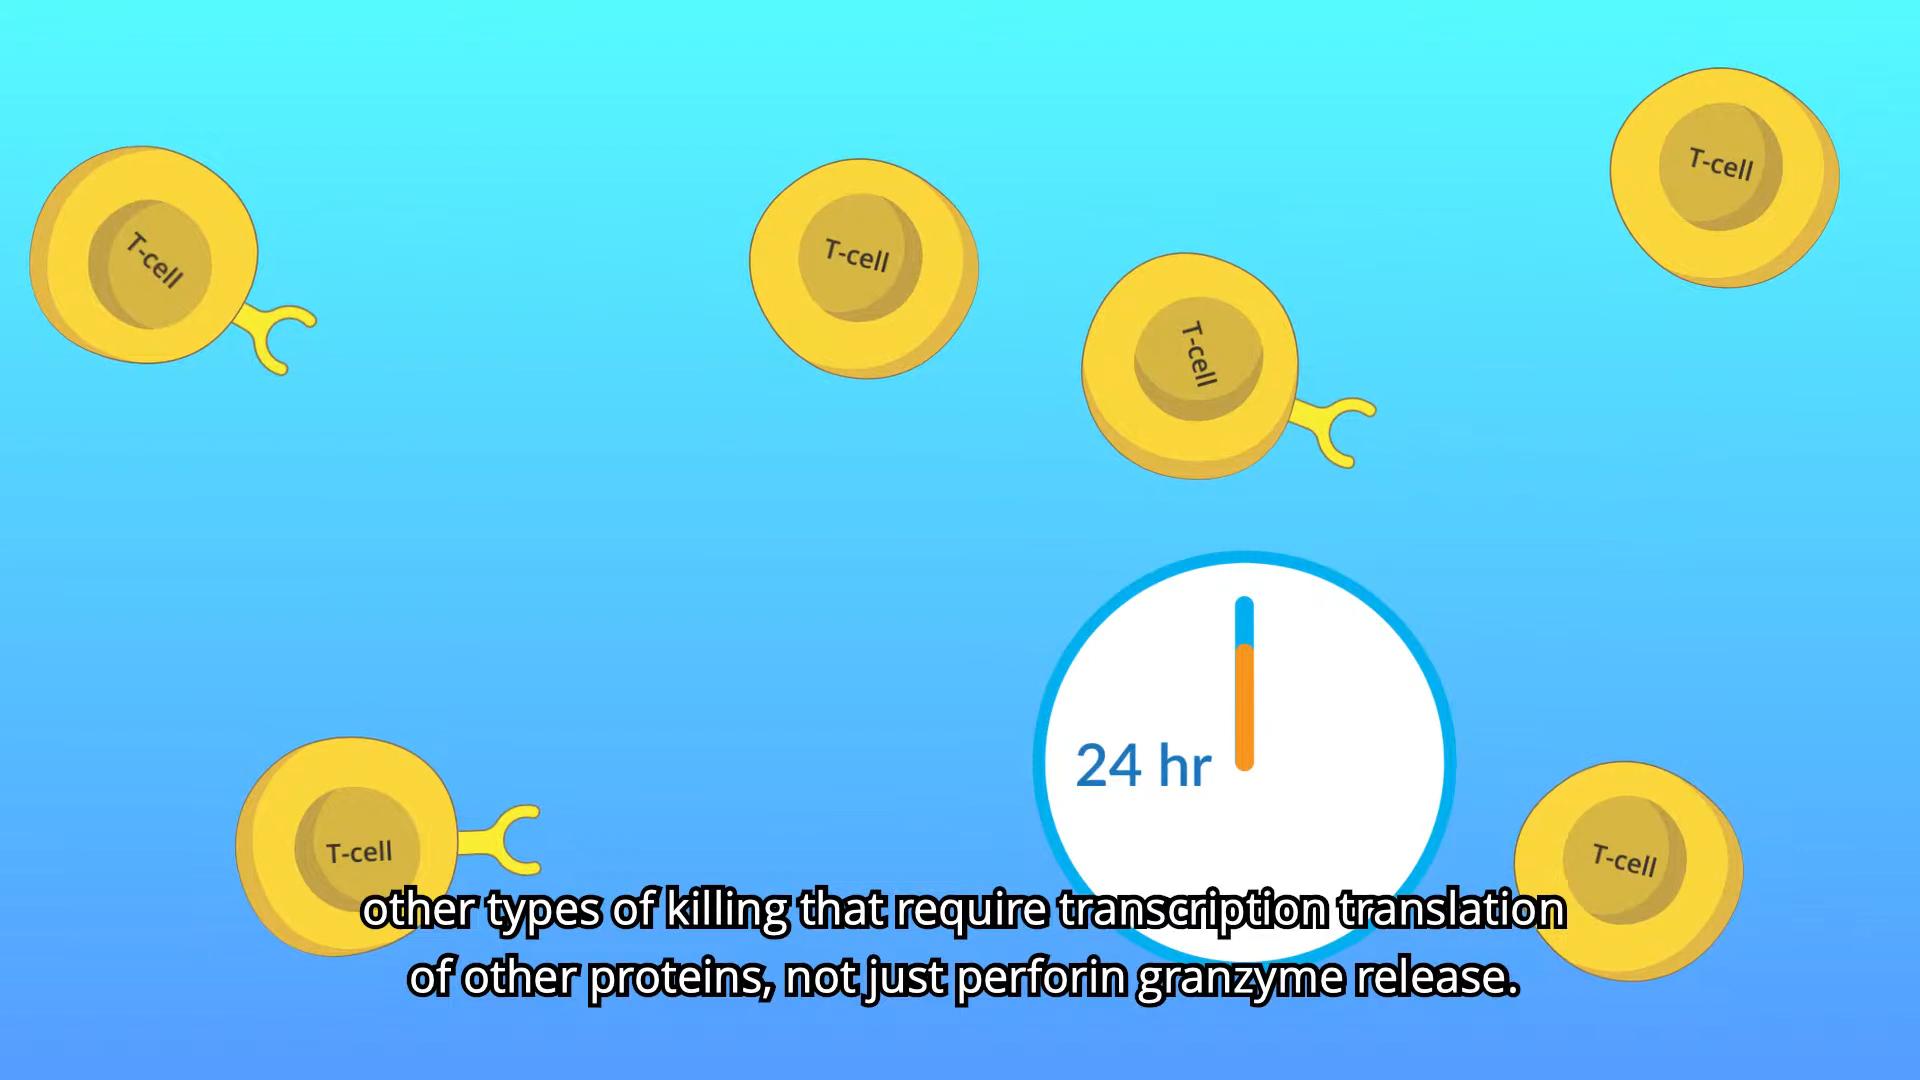 T-cell
T-cell
T-cell
T-cell
24 hr
T-cell
T-cell
other types of killing that require transcription translation
of other proteins, not just perforin granzyme release.